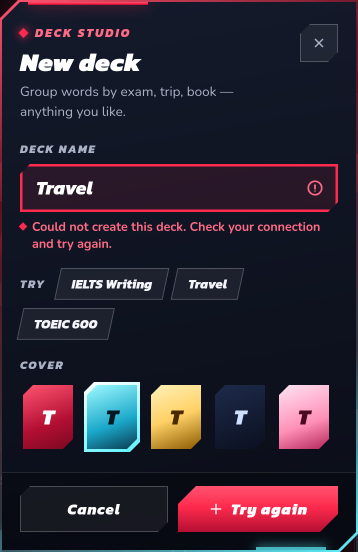 DECK STUDIO
New deck
Group words by exam, trip, book —
anything you like.
DECK NAME
Travel
Could not create this deck. Check your connection
and try again.
TRY IELTS Writing Travel
TOEIC 600
COVER
T T T T T
Cancel + Try again